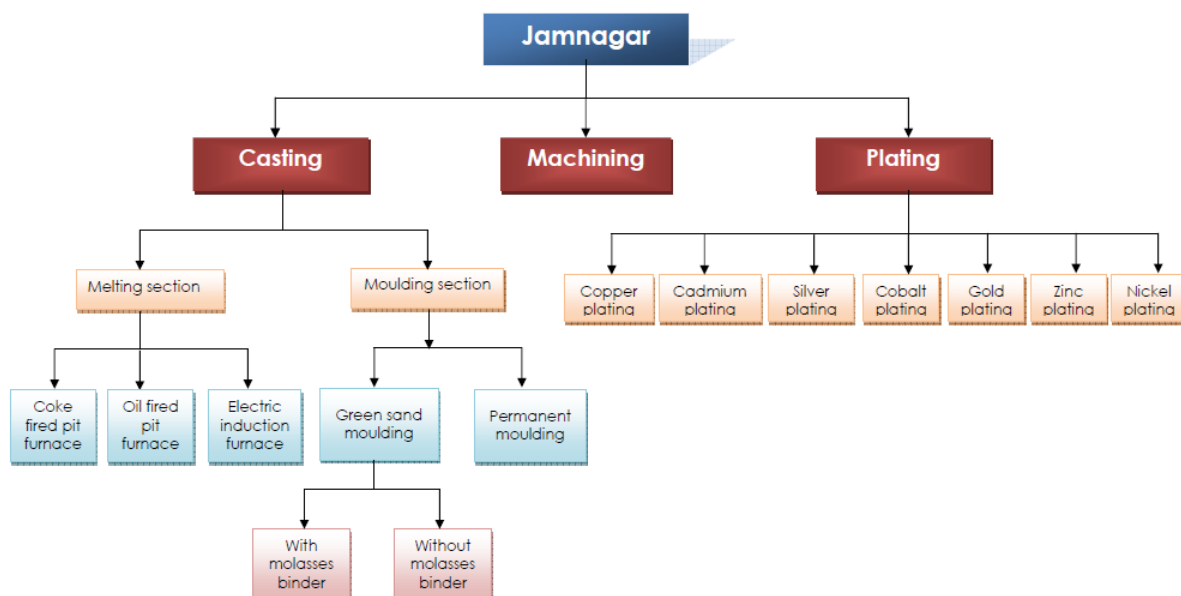 Jamnagar
Casting
Machining
Plating
Melting section
Moulding section
Copper
plating
Cadmium
plating
Silver
plating
Cobalt
plating
Gold
plating
Zinc
plating
Nickel
plating
Coke
fired pit
furnace
Oil fired
pit
furnace
Electric
induction
furnace
Green sand
moulding
Permanent
moulding
With
molasses
binder
Without
molasses
binder